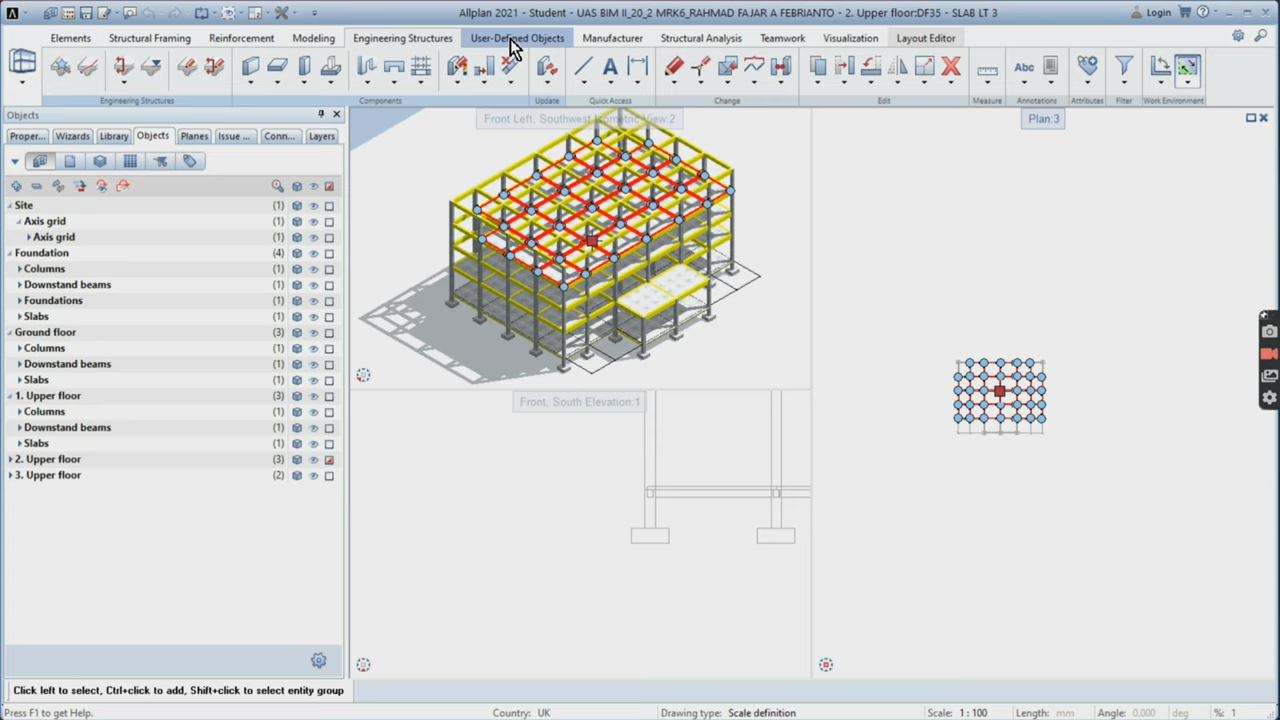 Allplan 2021 - Student - UAS BIM II_20_2 MRK6_RAHMAD FAJAR A FEBRIANTO - 2. Upper floor:DF35 - SLAB LT 3
Login
Elements
Structural Framing
Reinforcement
Modeling
Engineering Structures
User-Defined Objects
Manufacturer
Structural Analysis
Teamwork
Visualization
Layout Editor
Abc
Engineering Structures
Components
Update
Quick Access
Change
Edit
Measure
Annotations
Attributes
Filter
Work Environment
Objects
Proper...
Wizards
Library
Objects
Planes
Issue ...
Conn...
Layers
Site (1)
Axis grid (1)
Axis grid (1)
Foundation (4)
Columns (1)
Downstand beams (1)
Foundations (1)
Slabs (1)
Ground floor (3)
Columns (1)
Downstand beams (1)
Slabs (1)
1. Upper floor (3)
Columns (1)
Downstand beams (1)
Slabs (1)
2. Upper floor (3)
3. Upper floor (2)
Front Left, Southwest Isometric View:2
Front, South Elevation:1
Plan:3
Click left to select, Ctrl+click to add, Shift+click to select entity group
Press F1 to get Help.
Country: UK
Drawing type: Scale definition
Scale: 1 : 100
Length: mm
Angle: 0.000 deg
%: 1